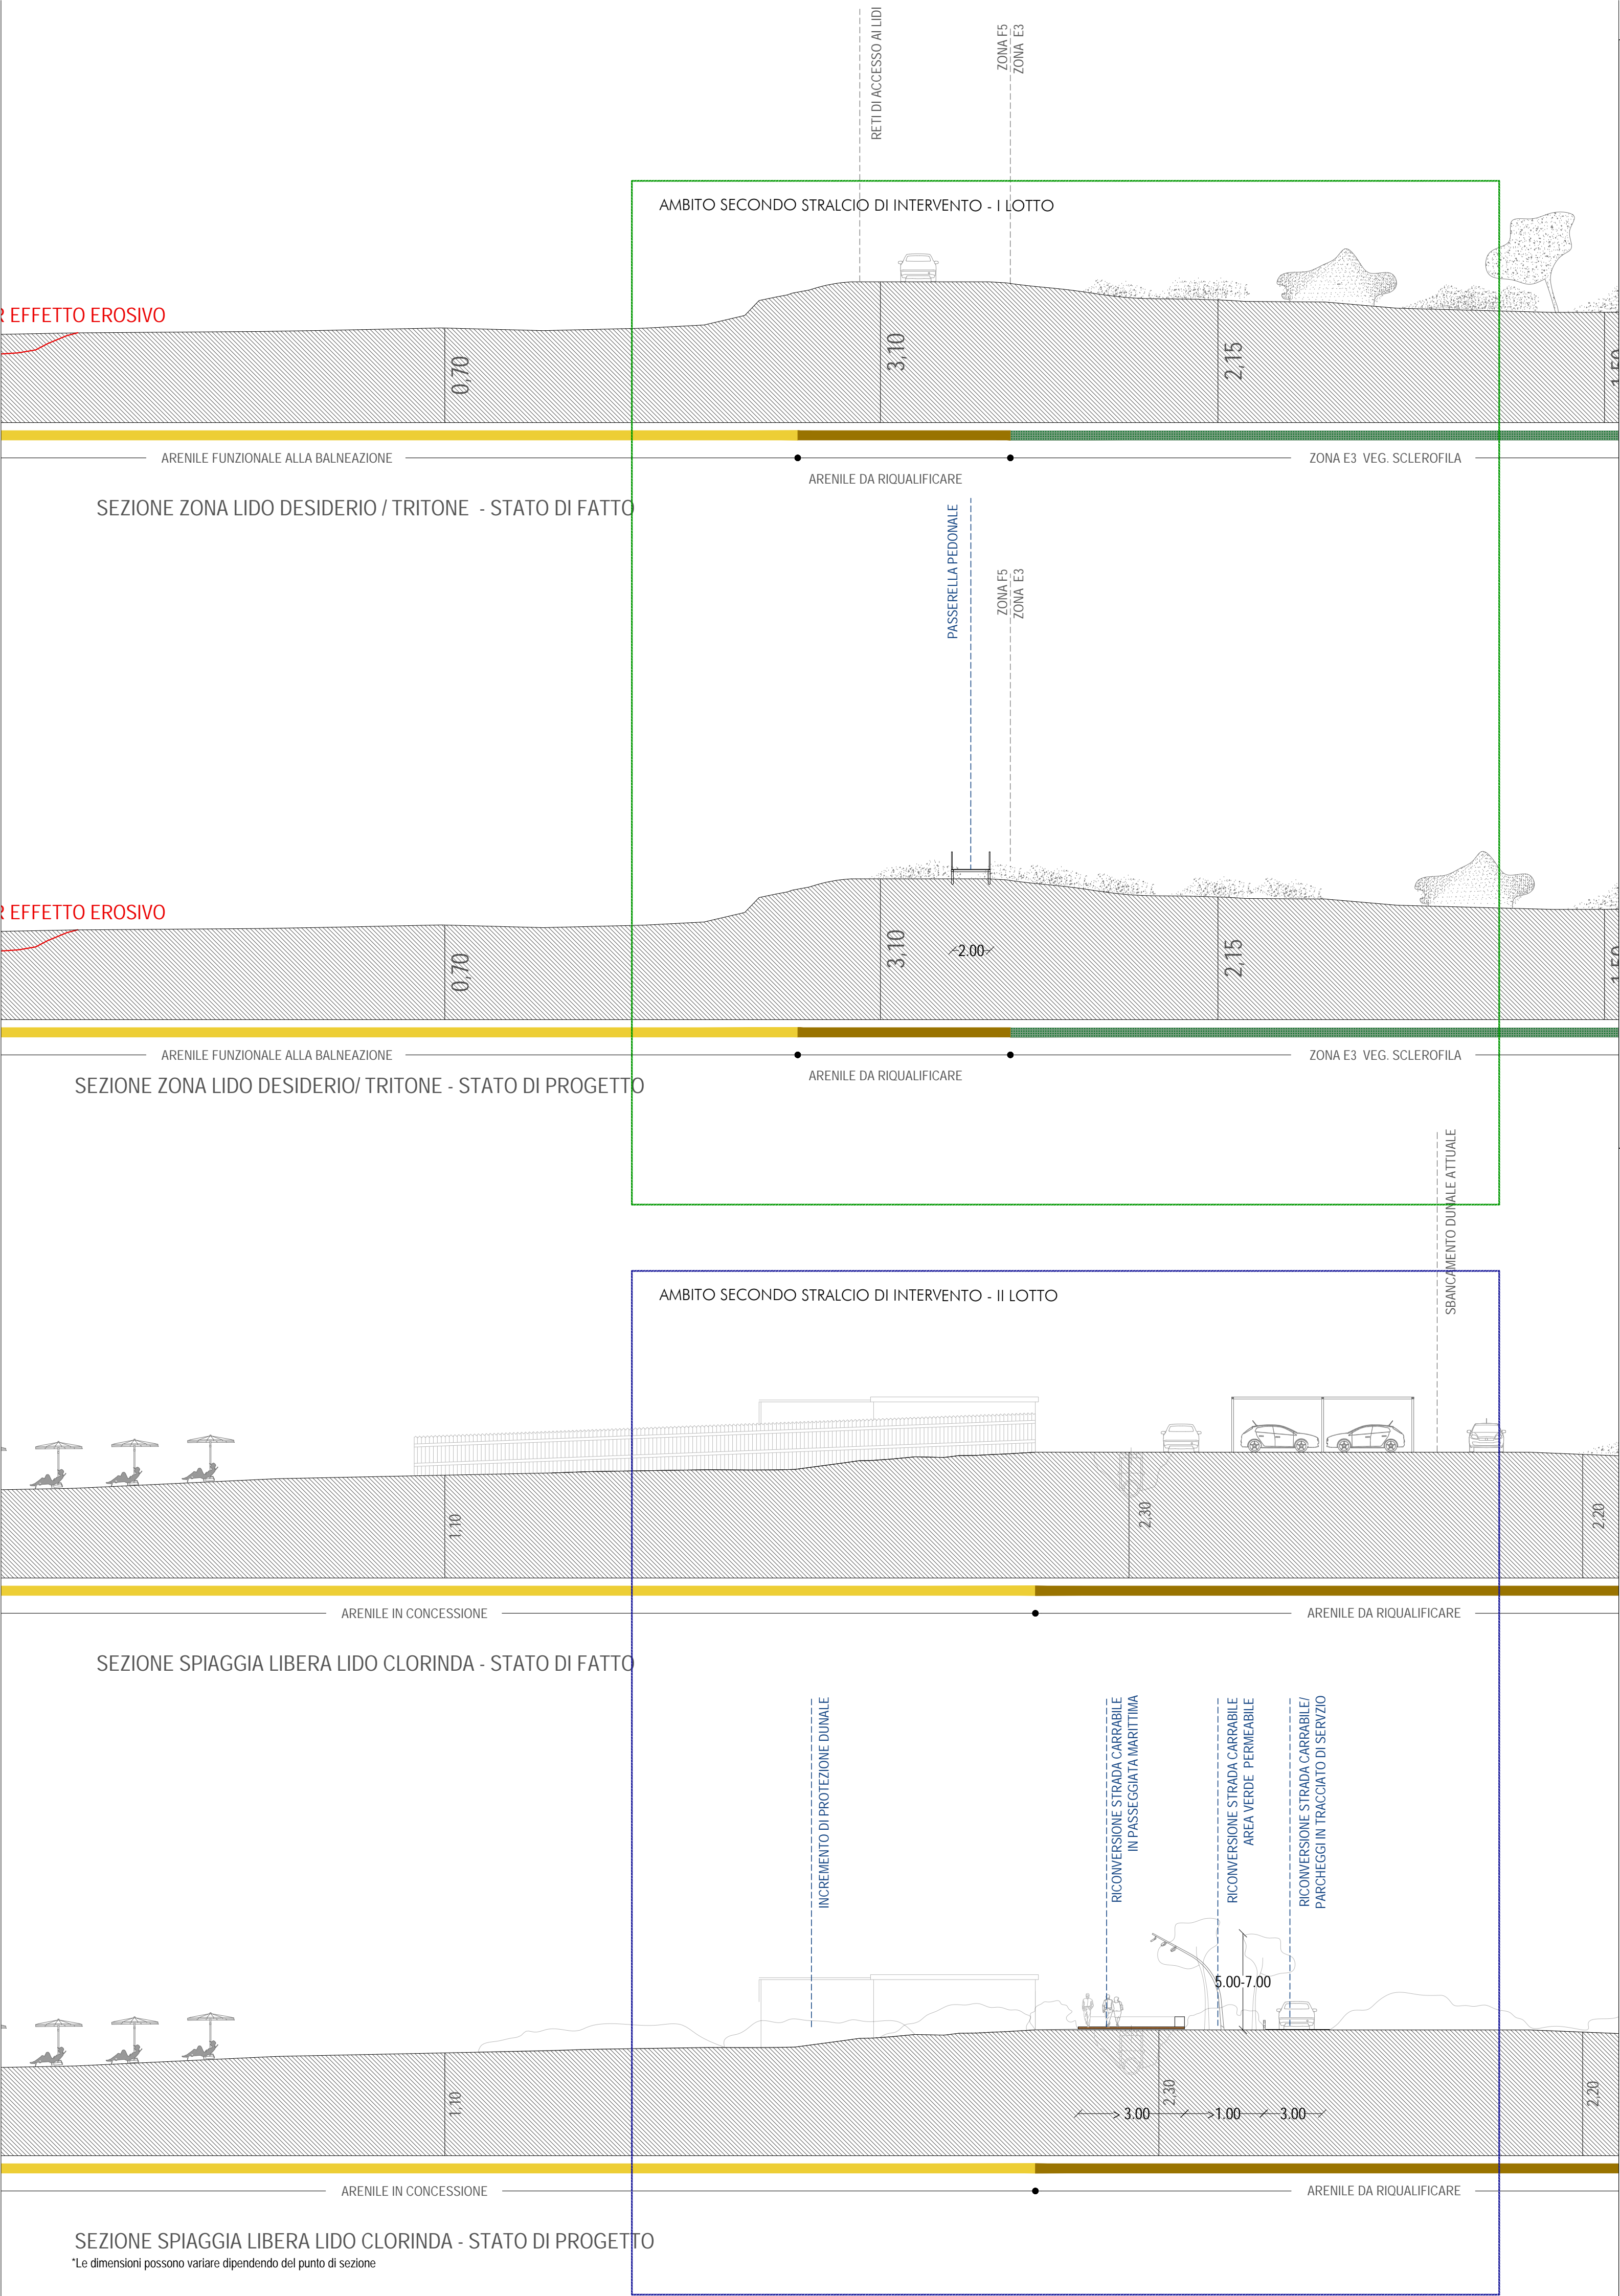 RETI DI ACCESSO AI LIDI
ZONA F5
ZONA E3
AMBITO SECONDO STRALCIO DI INTERVENTO - I LOTTO
EFFETTO EROSIVO
0,70
3,10
2,15
ARENILE FUNZIONALE ALLA BALNEAZIONE
ARENILE DA RIQUALIFICARE
ZONA E3 VEG. SCLEROFILA
SEZIONE ZONA LIDO DESIDERIO / TRITONE - STATO DI FATTO
PASSERELLA PEDONALE
ZONA F5
ZONA E3
EFFETTO EROSIVO
0,70
3,10
2.00
2,15
ARENILE FUNZIONALE ALLA BALNEAZIONE
ARENILE DA RIQUALIFICARE
ZONA E3 VEG. SCLEROFILA
SEZIONE ZONA LIDO DESIDERIO/ TRITONE - STATO DI PROGETTO
SBANCAMENTO DUNALE ATTUALE
AMBITO SECONDO STRALCIO DI INTERVENTO - II LOTTO
1,10
2,30
2,20
ARENILE IN CONCESSIONE
ARENILE DA RIQUALIFICARE
SEZIONE SPIAGGIA LIBERA LIDO CLORINDA - STATO DI FATTO
INCREMENTO DI PROTEZIONE DUNALE
RICONVERSIONE STRADA CARRABILE
IN PASSEGGIATA MARITTIMA
RICONVERSIONE STRADA CARRABILE
AREA VERDE PERMEABILE
RICONVERSIONE STRADA CARRABILE/
PARCHEGGI IN TRACCIATO DI SERVZIO
5.00-7.00
1,10
2,30
2,20
> 3.00
>1.00
3.00
ARENILE IN CONCESSIONE
ARENILE DA RIQUALIFICARE
SEZIONE SPIAGGIA LIBERA LIDO CLORINDA - STATO DI PROGETTO
*Le dimensioni possono variare dipendendo del punto di sezione